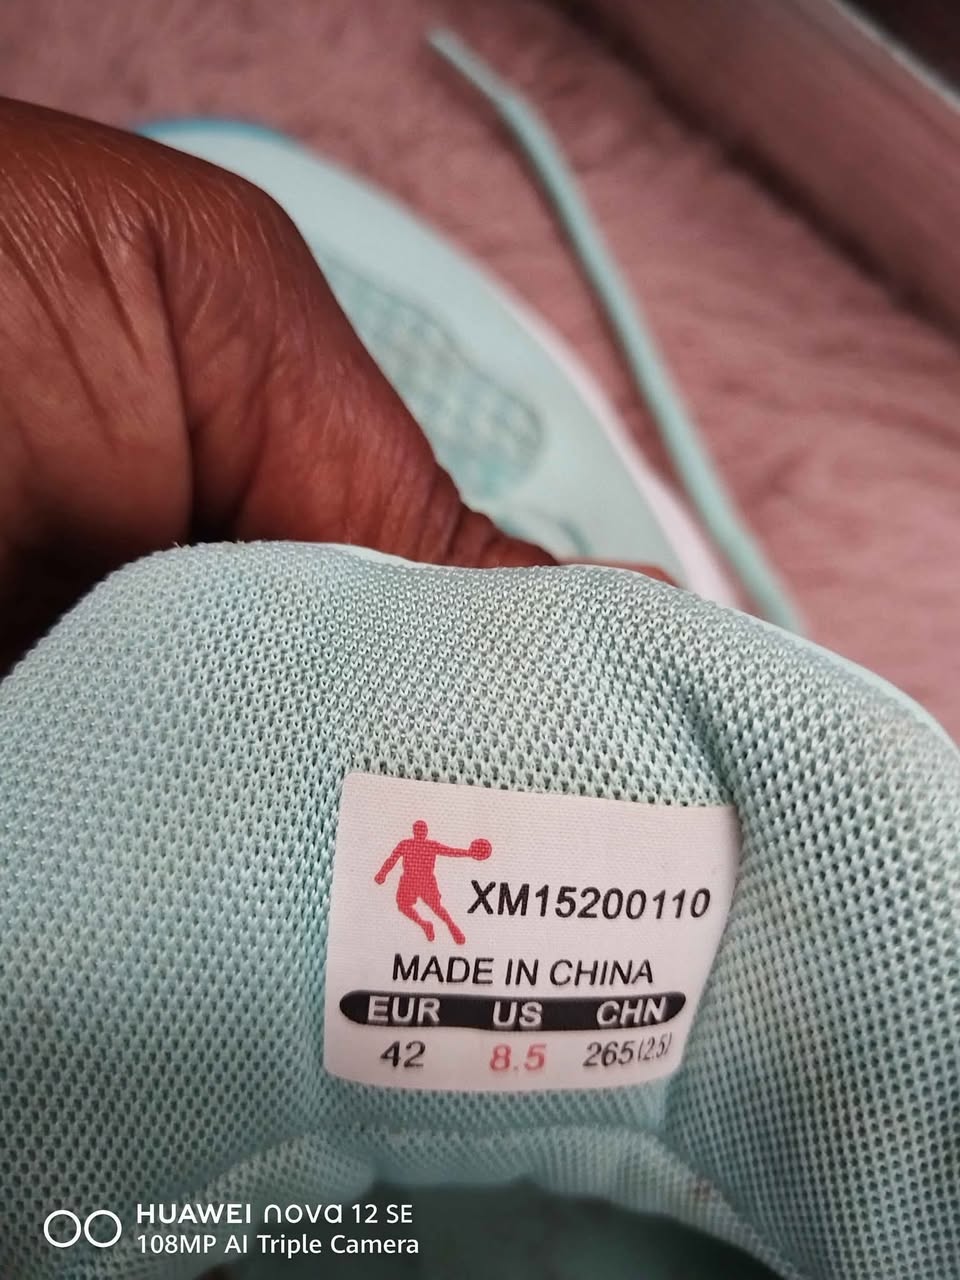 XM15200110
MADE IN CHINA
EUR US CHN
42 8.5 265(2.5)
HUAWEI nova 12 SE
108MP AI Triple Camera